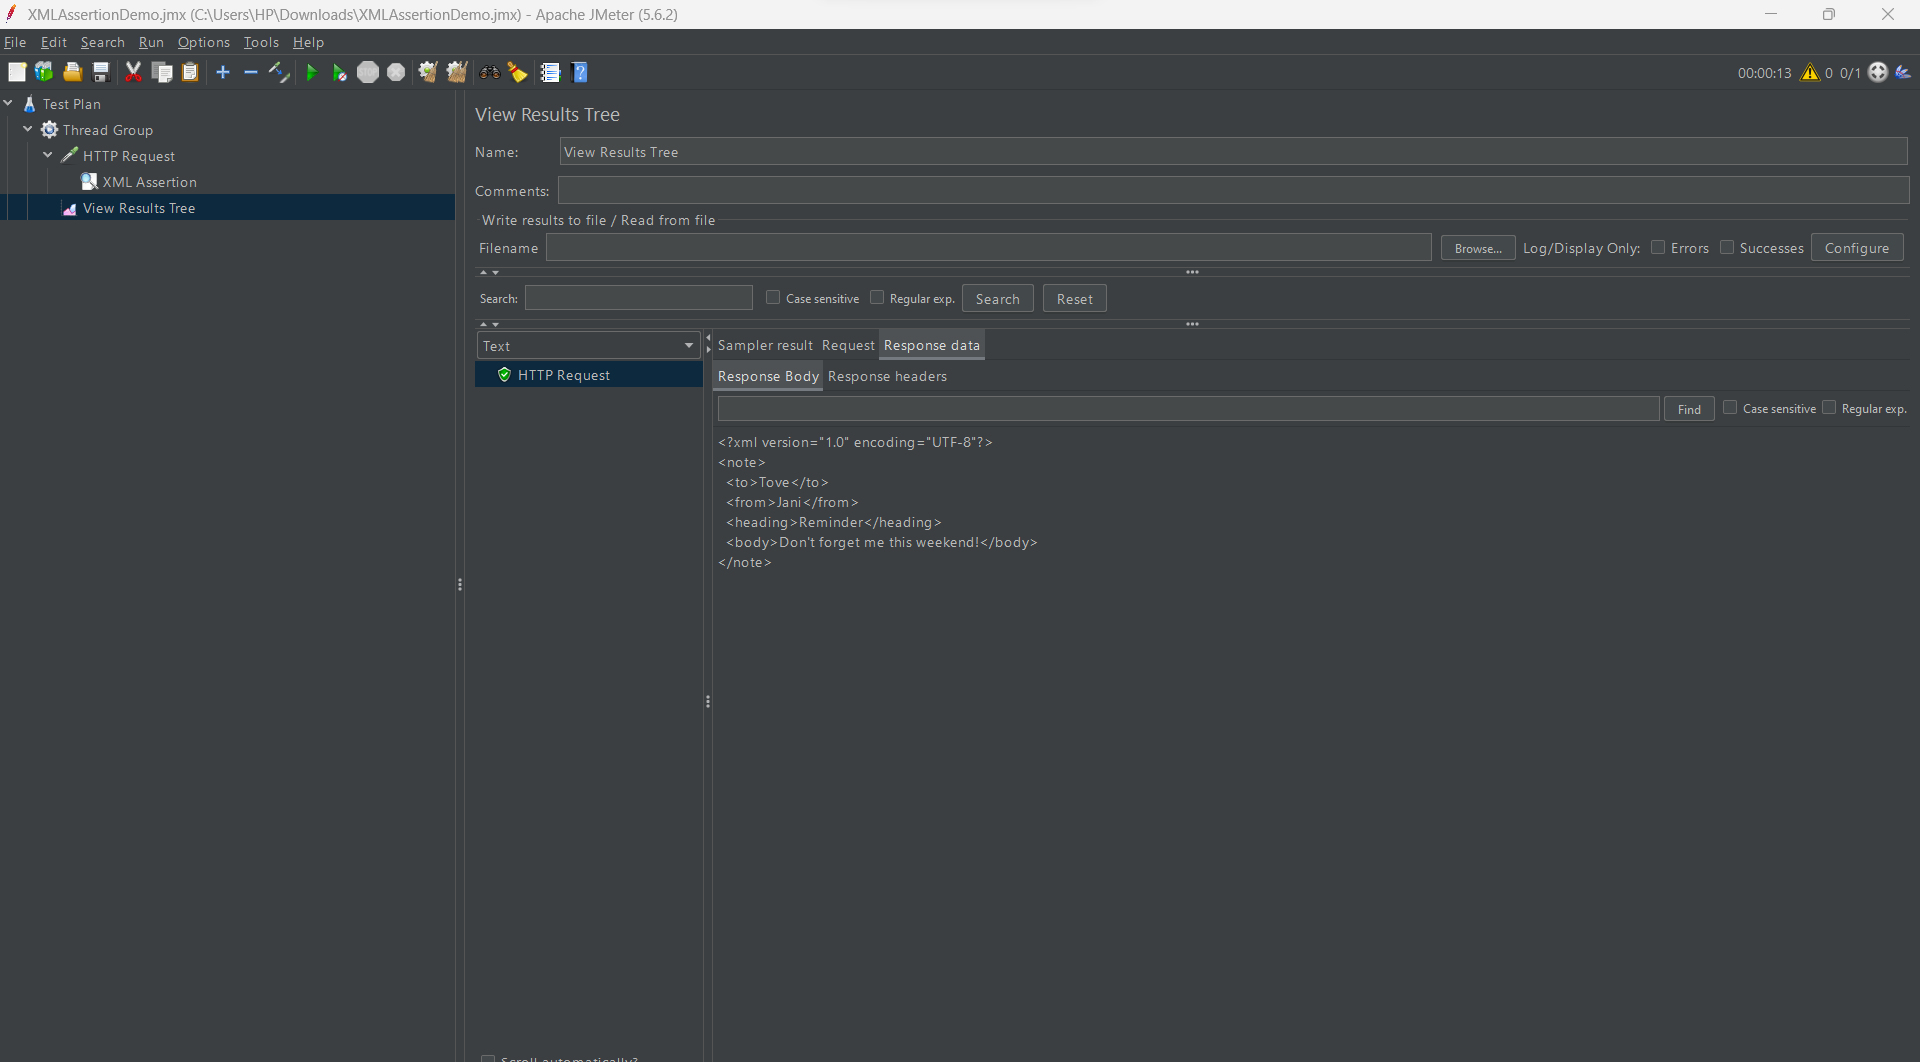 XMLAssertionDemo.jmx (C:\Users\HP\Downloads\XMLAssertionDemo.jmx) - Apache JMeter (5.6.2)
File Edit Search Run Options Tools Help
00:00:13 0 0/1
Test Plan
Thread Group
HTTP Request
XML Assertion
View Results Tree
View Results Tree
Name: View Results Tree
Comments:
Write results to file / Read from file
Filename Browse... Log/Display Only: Errors Successes Configure
Search: Case sensitive Regular exp. Search Reset
Text
HTTP Request
Sampler result Request Response data
Response Body Response headers
Find Case sensitive Regular exp.
<?xml version="1.0" encoding="UTF-8"?>
<note>
<to>Tove</to>
<from>Jani</from>
<heading>Reminder</heading>
<body>Don't forget me this weekend!</body>
</note>
Scroll automatically?